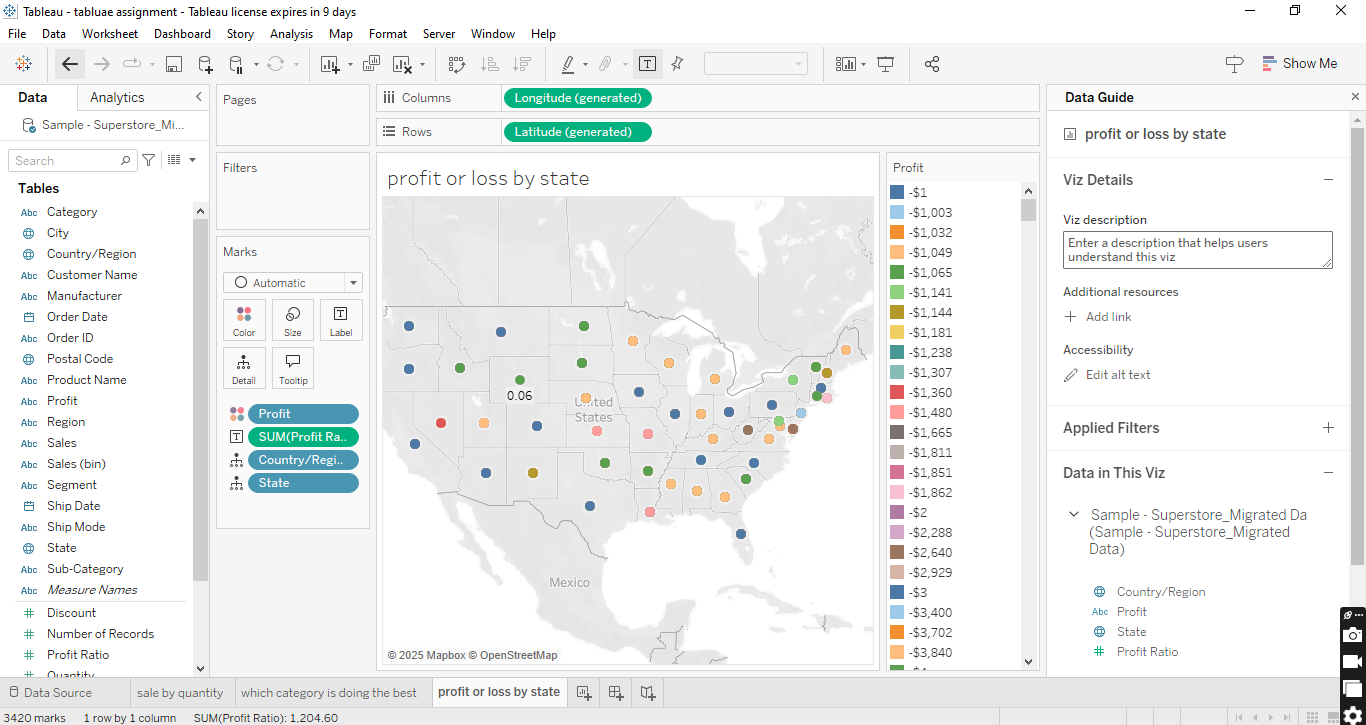 Tableau - tabluae assignment - Tableau license expires in 9 days
File Data Worksheet Dashboard Story Analysis Map Format Server Window Help
Show Me
Data Analytics
Sample - Superstore_Mi...
Search
Tables
Abc Category
City
Country/Region
Abc Customer Name
Abc Manufacturer
Order Date
Abc Order ID
Postal Code
Abc Product Name
Abc Profit
Abc Region
Abc Sales
Abc Sales (bin)
Abc Segment
Ship Date
Abc Ship Mode
State
Abc Sub-Category
Abc Measure Names
Discount
Number of Records
Profit Ratio
Quantity
Pages
Filters
Marks
Automatic
Color Size Label
Detail Tooltip
Profit
SUM(Profit Ra..
Country/Regi..
State
Columns Longitude (generated)
Rows Latitude (generated)
profit or loss by state
0.06
United
States
Mexico
© 2025 Mapbox © OpenStreetMap
Profit
-$1
-$1,003
-$1,032
-$1,049
-$1,065
-$1,141
-$1,144
-$1,181
-$1,238
-$1,307
-$1,360
-$1,480
-$1,665
-$1,811
-$1,851
-$1,862
-$2
-$2,288
-$2,640
-$2,929
-$3
-$3,400
-$3,702
-$3,840
Data Guide
profit or loss by state
Viz Details
Viz description
Enter a description that helps users
understand this viz
Additional resources
Add link
Accessibility
Edit alt text
Applied Filters
Data in This Viz
Sample - Superstore_Migrated Da
(Sample - Superstore_Migrated
Data)
Country/Region
Abc Profit
State
Profit Ratio
Data Source sale by quantity which category is doing the best profit or loss by state
3420 marks 1 row by 1 column SUM(Profit Ratio): 1,204.60